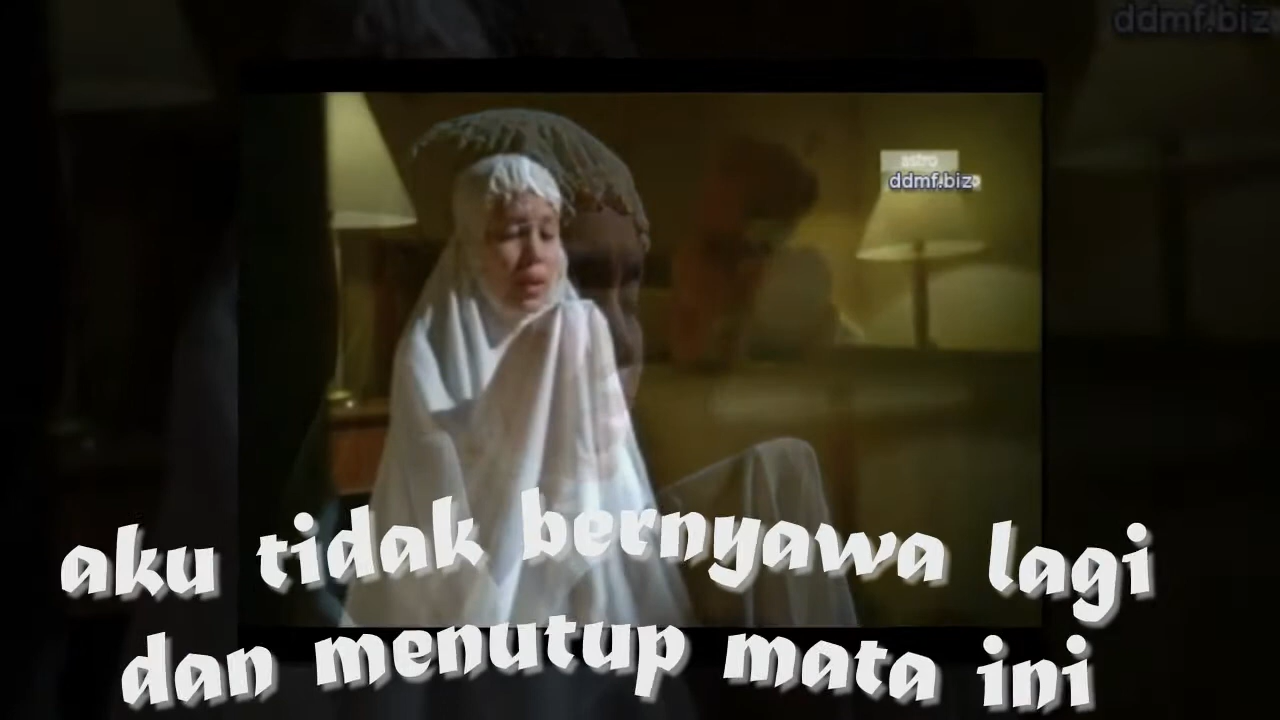 ddmf.biz
astro
ddmf.biz
aku tidak bernyawa lagi
dan menutup mata ini